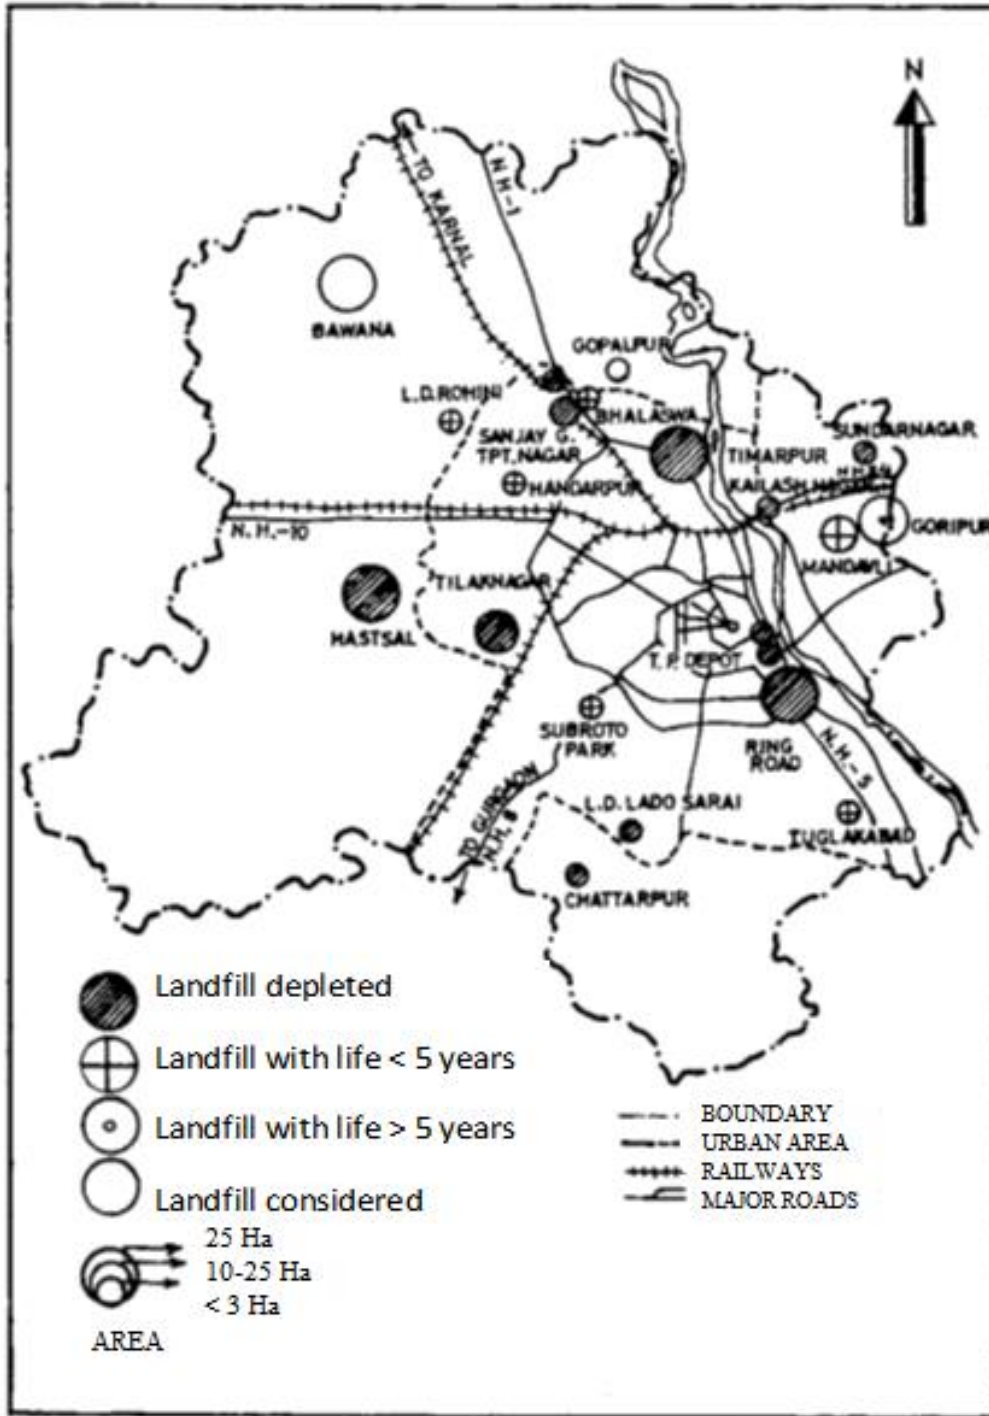 N
TO KARNAL
N H-1
BAWANA
GOPALPUR
L.D. ROHINI
BHALASWA
SANJAY G.
TPT. NAGAR
SUNDARNAGAR
TIMARPUR
HANDARPUR
N.H.-10
GORIPUR
MANDAVLI
TILAKNAGAR
HASTSAL
T. P. DEPOT
SUBROTO
PARK
RING
ROAD
N.H.-5
TO GURGAON
N.H. 8
L.D. LADO SARAI
TUGLAKABAD
CHATTARPUR
Landfill depleted
Landfill with life < 5 years
Landfill with life > 5 years
Landfill considered
25 Ha
10-25 Ha
< 3 Ha
AREA
BOUNDARY
URBAN AREA
RAILWAYS
MAJOR ROADS